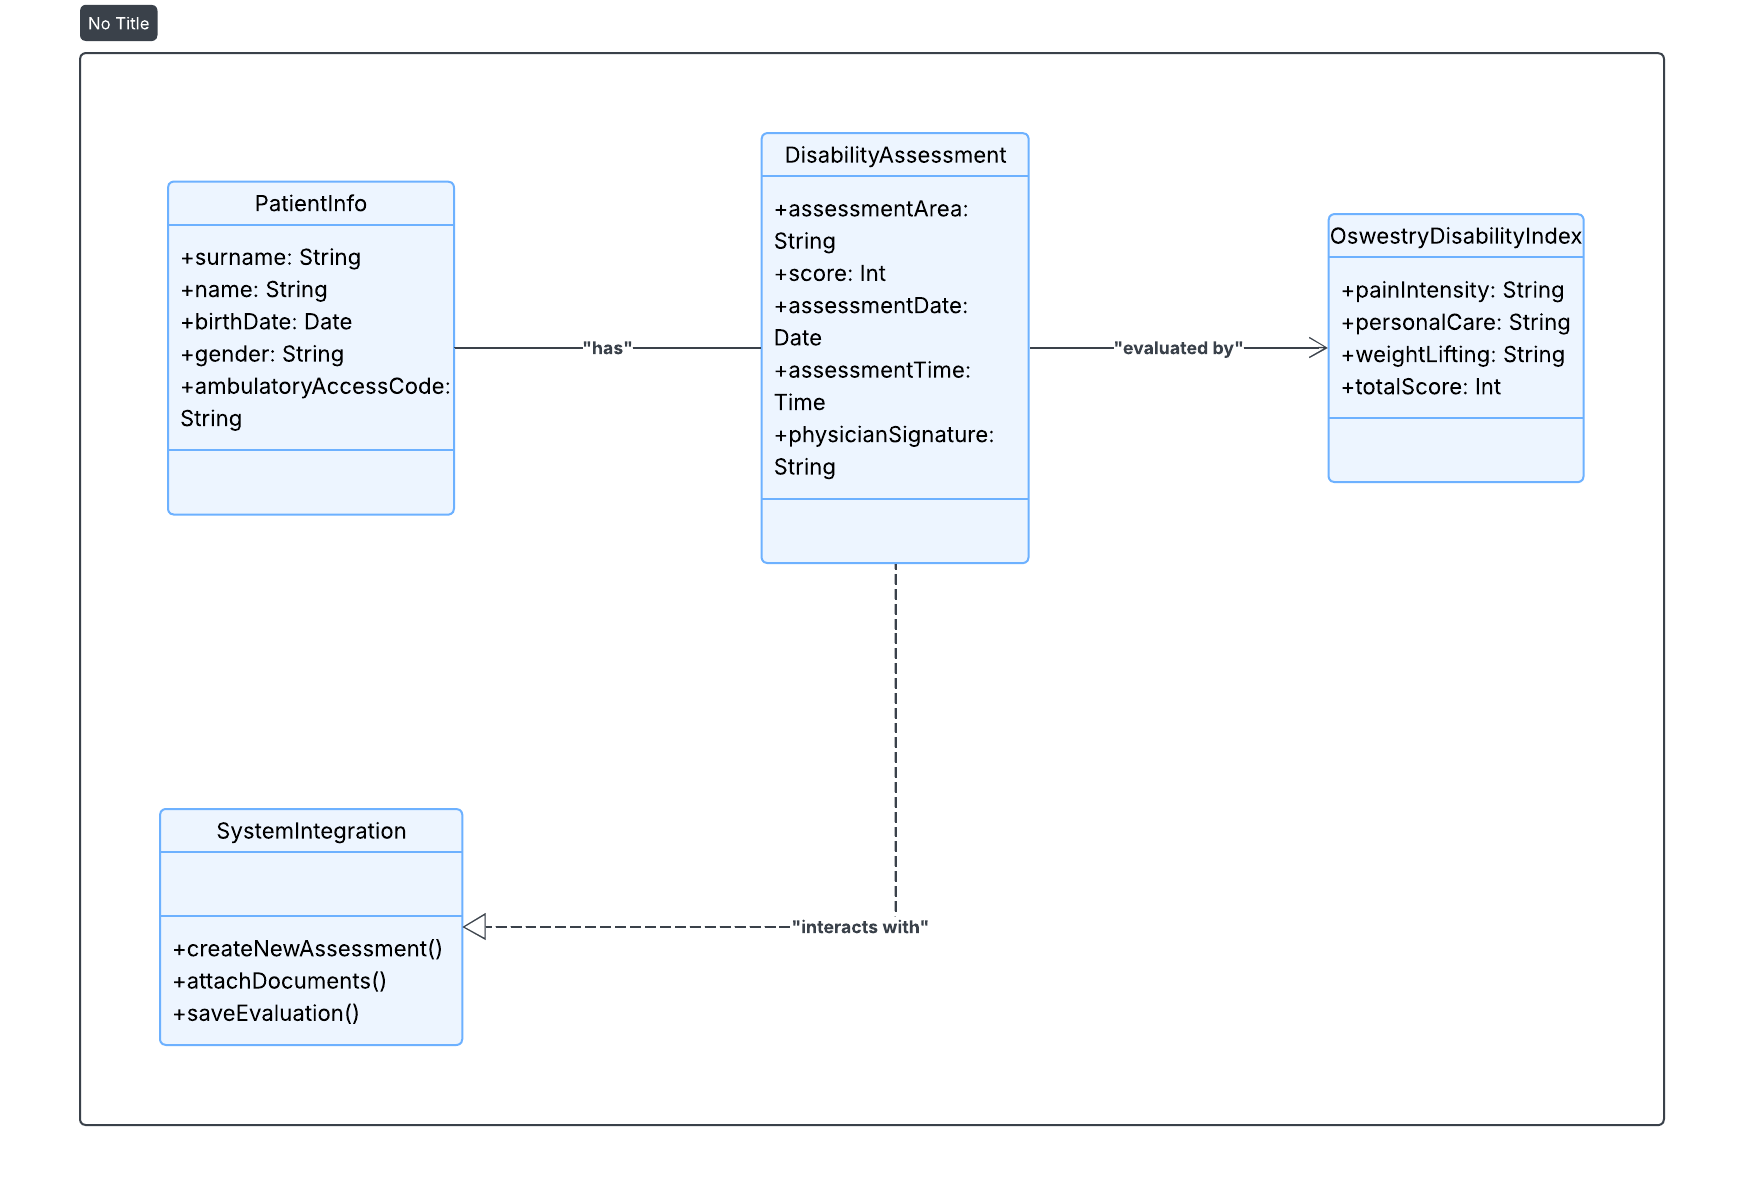 No Title
PatientInfo
+surname: String
+name: String
+birthDate: Date
+gender: String
+ambulatoryAccessCode:
String
"has"
DisabilityAssessment
+assessmentArea:
String
+score: Int
+assessmentDate:
Date
+assessmentTime:
Time
+physicianSignature:
String
"evaluated by"
OswestryDisabilityIndex
+painIntensity: String
+personalCare: String
+weightLifting: String
+totalScore: Int
SystemIntegration
+createNewAssessment()
+attachDocuments()
+saveEvaluation()
"interacts with"